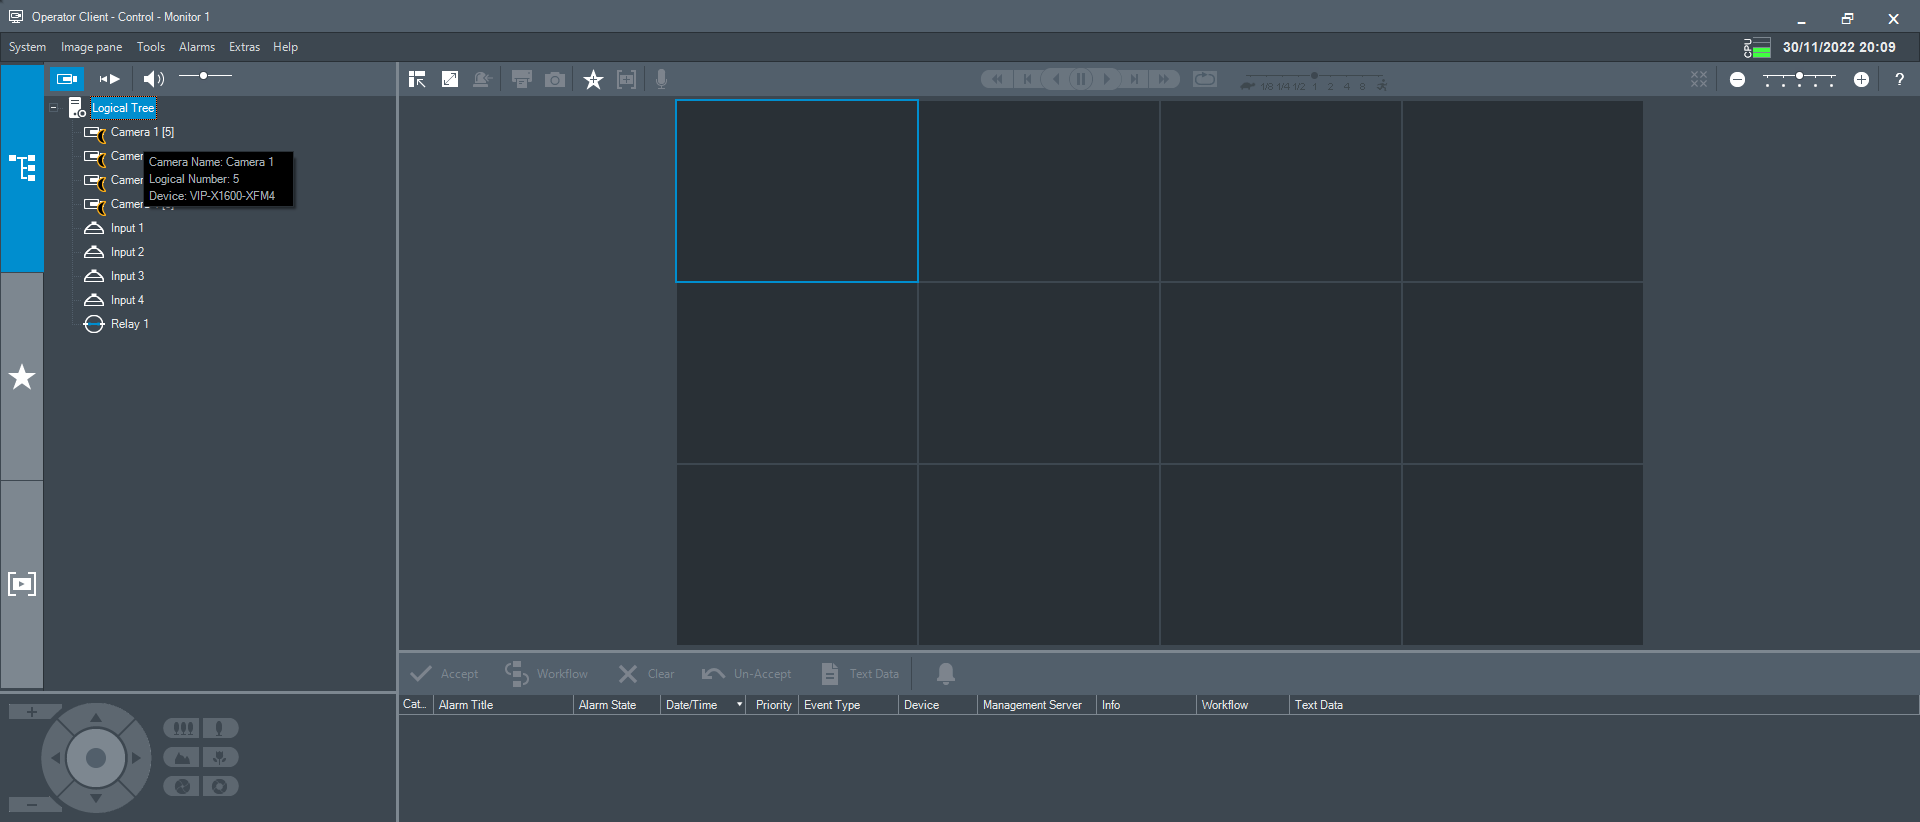 Operator Client - Control - Monitor 1
System Image pane Tools Alarms Extras Help
CPU 30/11/2022 20:09
1/8 1/4 1/2 1 2 4 8
?
Logical Tree
Camera 1 [5]
Camera Name: Camera 1
Logical Number: 5
Device: VIP-X1600-XFM4
Input 1
Input 2
Input 3
Input 4
Relay 1
Accept Workflow Clear Un-Accept Text Data
Cat... Alarm Title Alarm State Date/Time Priority Event Type Device Management Server Info Workflow Text Data